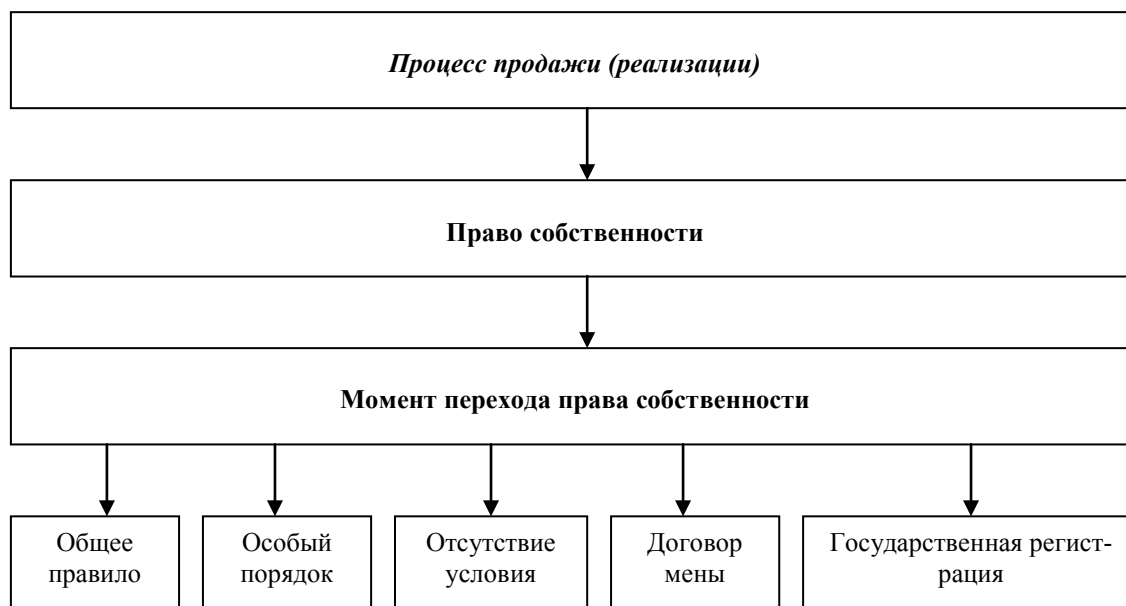 Процесс продажи (реализации)
Право собственности
Момент перехода права собственности
Общее
правило
Особый
порядок
Отсутствие
условия
Договор
мены
Государственная регист-
рация